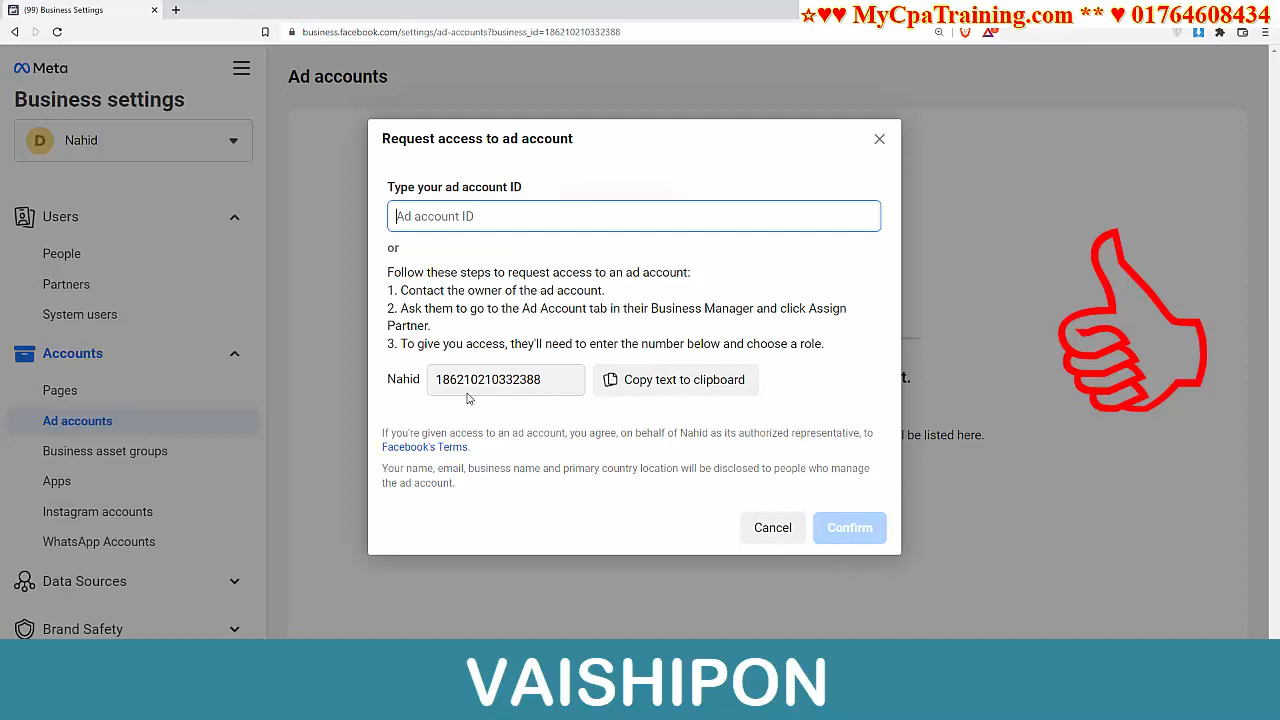 (99) Business Settings
☆♥♥ MyCpaTraining.com ** ♥ 01764608434
business.facebook.com/settings/ad-accounts?business_id=186210210332388
Meta
Business settings
D Nahid
Users
People
Partners
System users
Accounts
Pages
Ad accounts
Business asset groups
Apps
Instagram accounts
WhatsApp Accounts
Data Sources
Brand Safety
Ad accounts
Request access to ad account
Type your ad account ID
Ad account ID
or
Follow these steps to request access to an ad account:
1. Contact the owner of the ad account.
2. Ask them to go to the Ad Account tab in their Business Manager and click Assign
Partner.
3. To give you access, they'll need to enter the number below and choose a role.
Nahid 186210210332388 Copy text to clipboard
If you're given access to an ad account, you agree, on behalf of Nahid as its authorized representative, to
Facebook's Terms.
Your name, email, business name and primary country location will be disclosed to people who manage
the ad account.
Cancel Confirm
t.
be listed here.
VAISHIPON